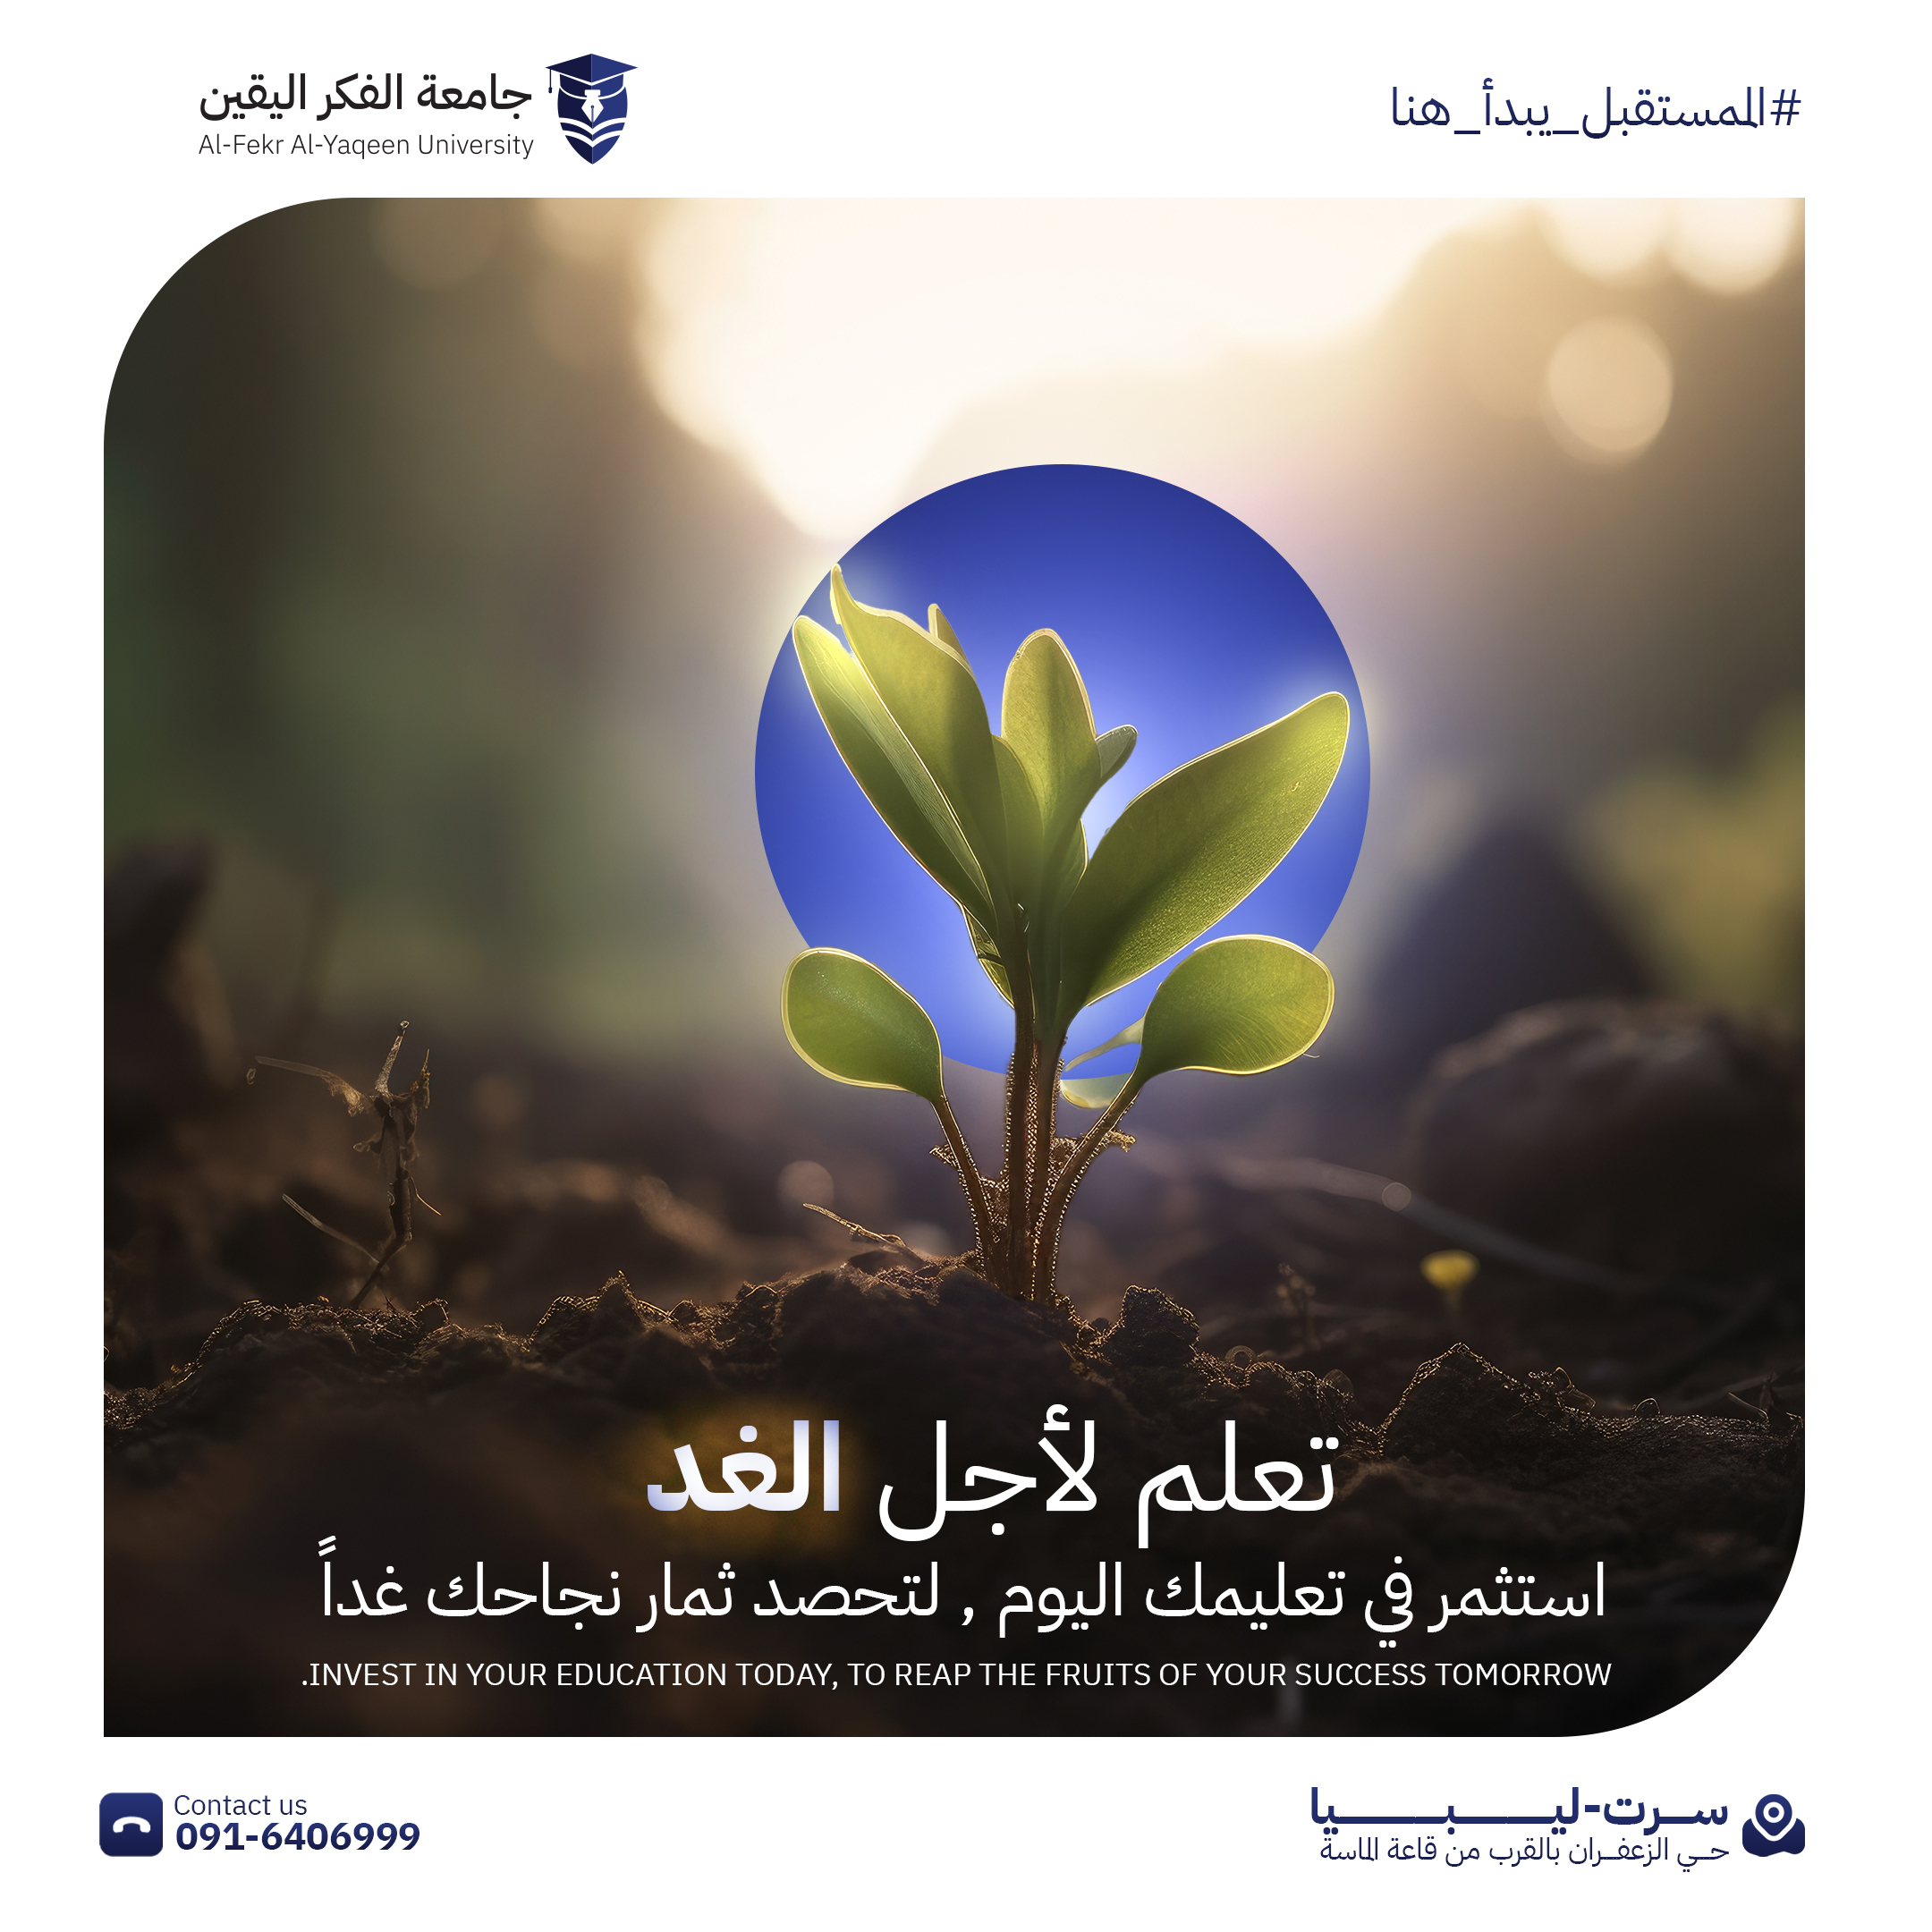 #المستقبل_يبدأ_هنا
جامعة الفكر اليقين
Al-Fekr Al-Yaqeen University
تعلم لأجل الغد
استثمر في تعليمك اليوم , لتحصد ثمار نجاحك غداً
.INVEST IN YOUR EDUCATION TODAY, TO REAP THE FRUITS OF YOUR SUCCESS TOMORROW
ســرت-ليــــــبــــــــيا
حــي الزعفــران بالقرب من قاعة الماسة
Contact us
091-6406999